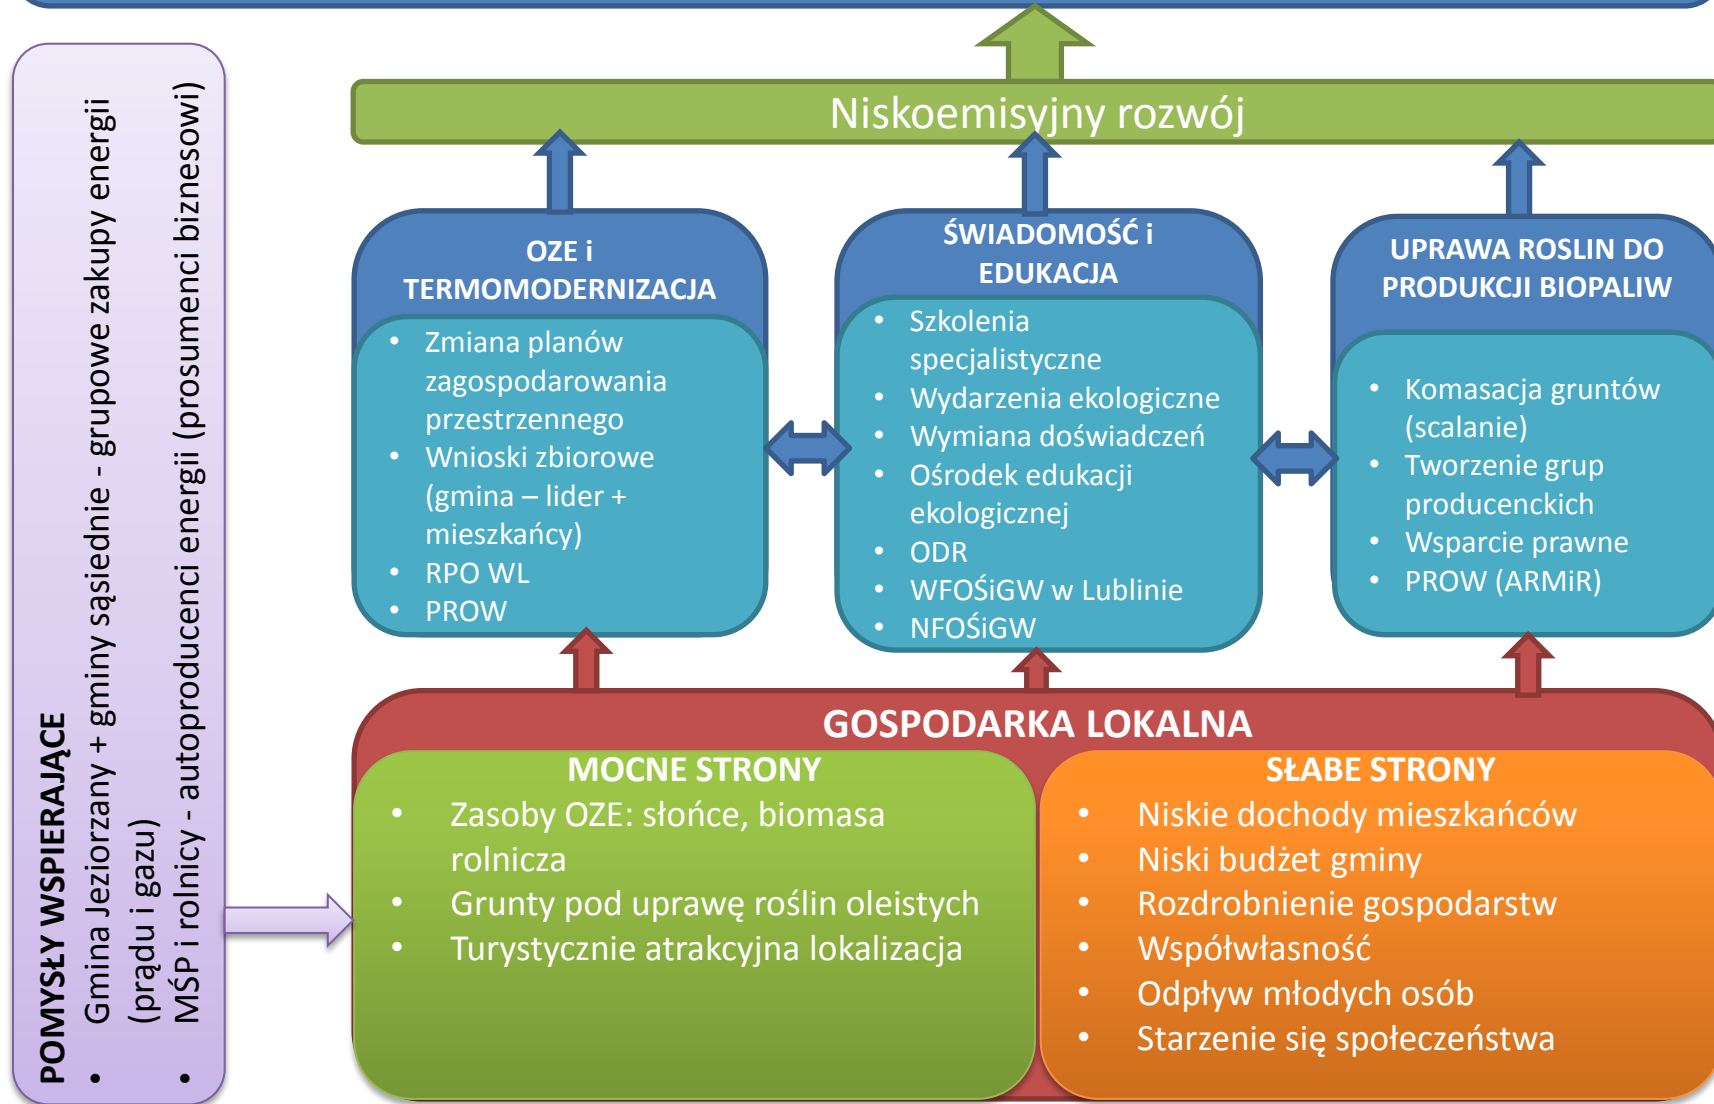 Niskoemisyjny rozwój
POMYSŁY WSPIERAJĄCE
• Gmina Jeziorzany + gminy sąsiednie - grupowe zakupy energii
(prądu i gazu)
• MŚP i rolnicy - autoproducenci energii (prosumenci biznesowi)
OZE i
TERMOMODERNIZACJA
• Zmiana planów
zagospodarowania
przestrzennego
• Wnioski zbiorowe
(gmina – lider +
mieszkańcy)
• RPO WL
• PROW
ŚWIADOMOŚĆ i
EDUKACJA
• Szkolenia
specjalistyczne
• Wydarzenia ekologiczne
• Wymiana doświadczeń
• Ośrodek edukacji
ekologicznej
• ODR
• WFOŚiGW w Lublinie
• NFOŚiGW
UPRAWA ROSLIN DO
PRODUKCJI BIOPALIW
• Komasacja gruntów
(scalanie)
• Tworzenie grup
producenckich
• Wsparcie prawne
• PROW (ARMiR)
GOSPODARKA LOKALNA
MOCNE STRONY
• Zasoby OZE: słońce, biomasa
rolnicza
• Grunty pod uprawę roślin oleistych
• Turystycznie atrakcyjna lokalizacja
SŁABE STRONY
• Niskie dochody mieszkańców
• Niski budżet gminy
• Rozdrobnienie gospodarstw
• Współwłasność
• Odpływ młodych osób
• Starzenie się społeczeństwa